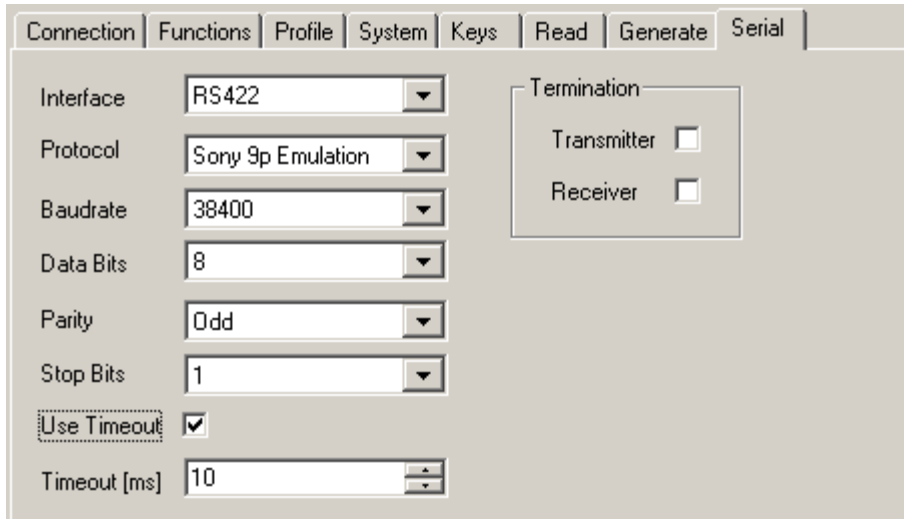 Connection Functions Profile System Keys Read Generate Serial
Interface RS422
Protocol Sony 9p Emulation
Baudrate 38400
Data Bits 8
Parity Odd
Stop Bits 1
Use Timeout
Timeout [ms] 10
Termination
Transmitter
Receiver